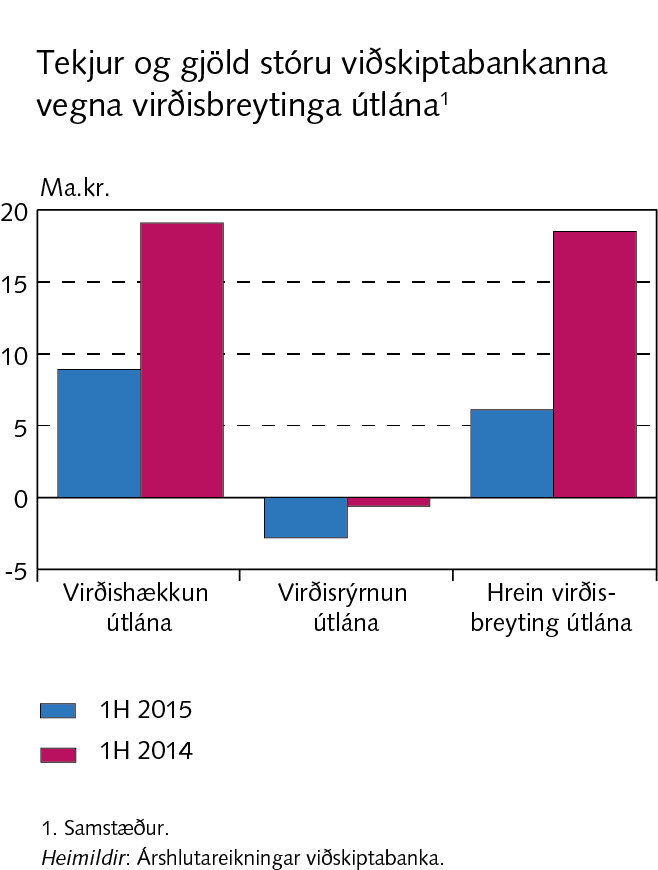 Tekjur og gjöld stóru viðskiptabankanna
vegna virðisbreytinga útlána¹
Ma.kr.
20
15
10
5
0
-5
Virðishækkun
útlána
Virðisrýrnun
útlána
Hrein virðis-
breyting útlána
1H 2015
1H 2014
1. Samstæður.
Heimildir: Árshlutareikningar viðskiptabanka.